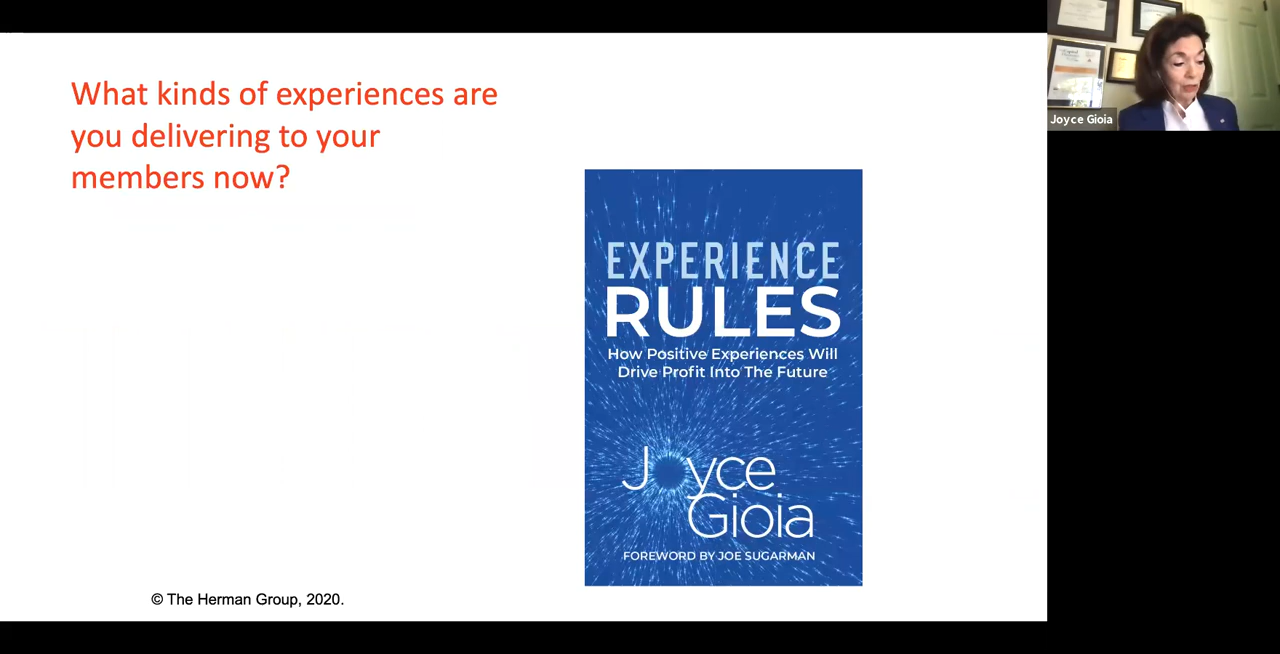 What kinds of experiences are
you delivering to your
members now?
EXPERIENCE
RULES
How Positive Experiences Will
Drive Profit Into The Future
Joyce
Gioia
FOREWORD BY JOE SUGARMAN
© The Herman Group, 2020.
Joyce Gioia